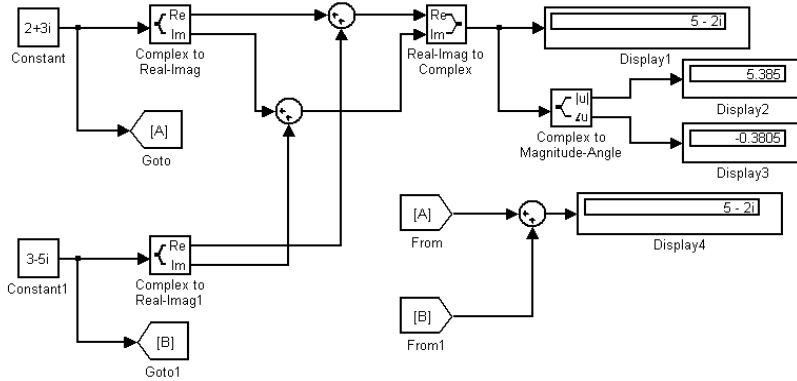 2+3i
Constant
Re
Im
Complex to
Real-Imag
Re
Im
Real-Imag to
Complex
5 - 2i
Display1
[A]
Goto
|u|
∠u
Complex to
Magnitude-Angle
5.385
Display2
-0.3805
Display3
[A]
From
5 - 2i
Display4
3-5i
Constant1
Re
Im
Complex to
Real-Imag1
[B]
Goto1
[B]
From1